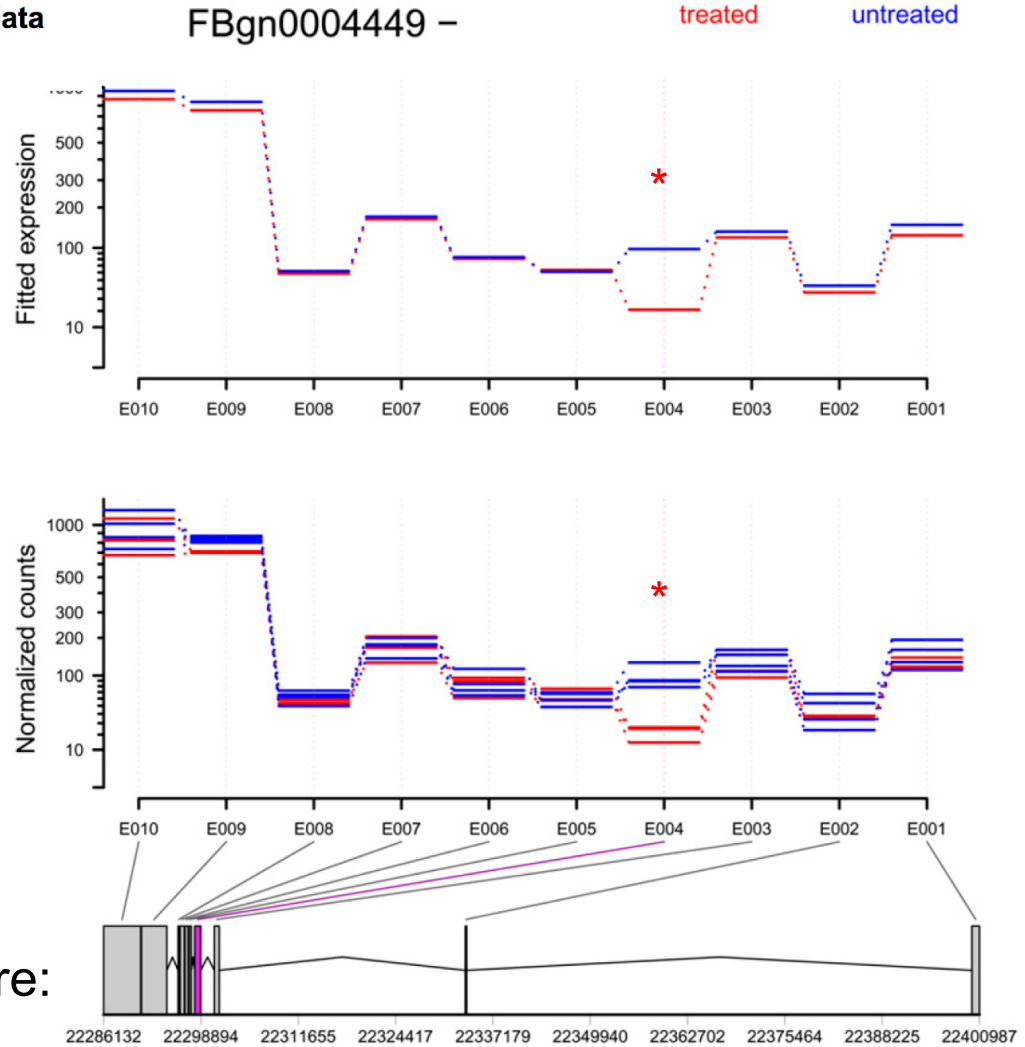 ata
FBgn0004449 –
treated untreated
Fitted expression
500
300
200
100
10
*
E010 E009 E008 E007 E006 E005 E004 E003 E002 E001
Normalized counts
1000
500
300
200
100
10
*
E010 E009 E008 E007 E006 E005 E004 E003 E002 E001
re:
22286132 22298894 22311655 22324417 22337179 22349940 22362702 22375464 22388225 22400987